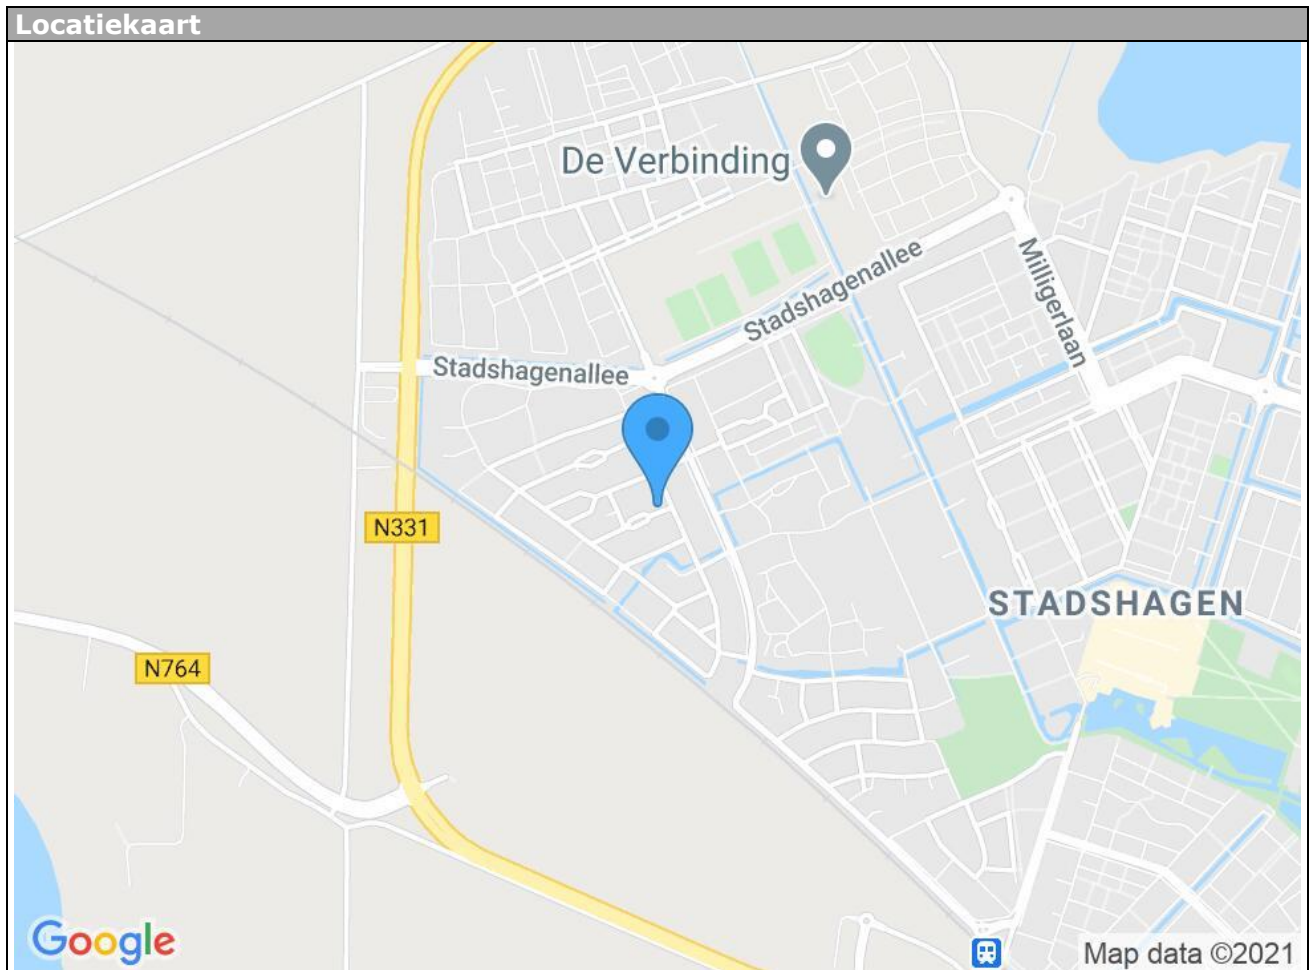 Locatiekaart
De Verbinding
Stadshagenallee
Milligerlaan
Stadshagenallee
N331
STADSHAGEN
N764
Google
Map data ©2021